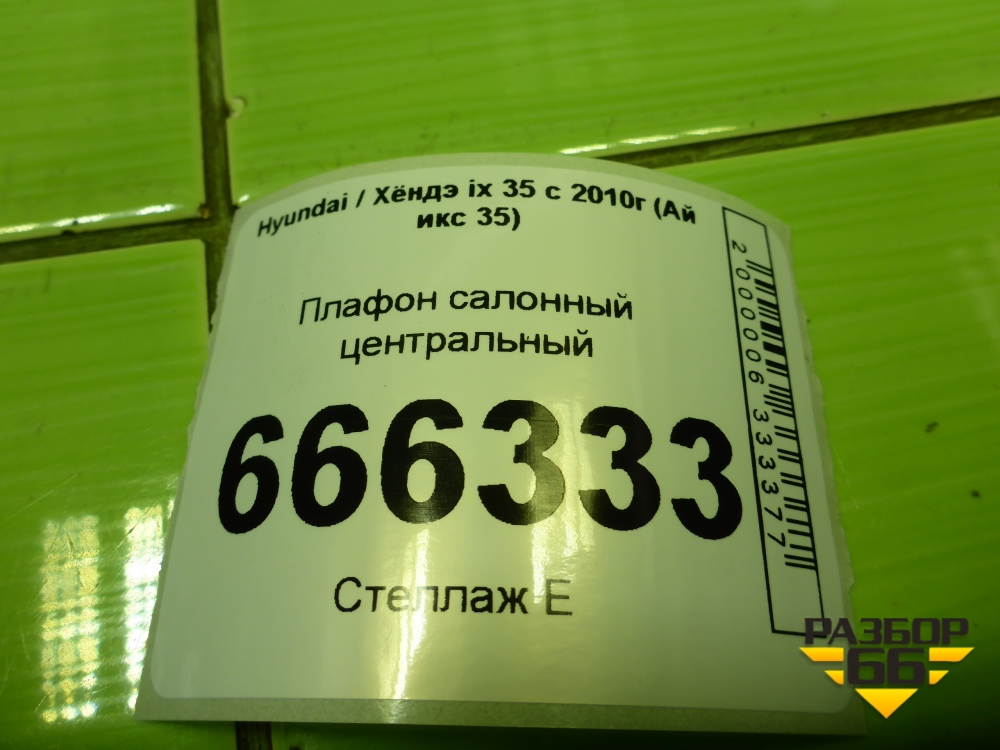 Hyundai / Хёндэ ix 35 с 2010г (Ай
икс 35)
Плафон салонный
центральный
666333
Стеллаж Е
2000006333377
РАЗБОР
66